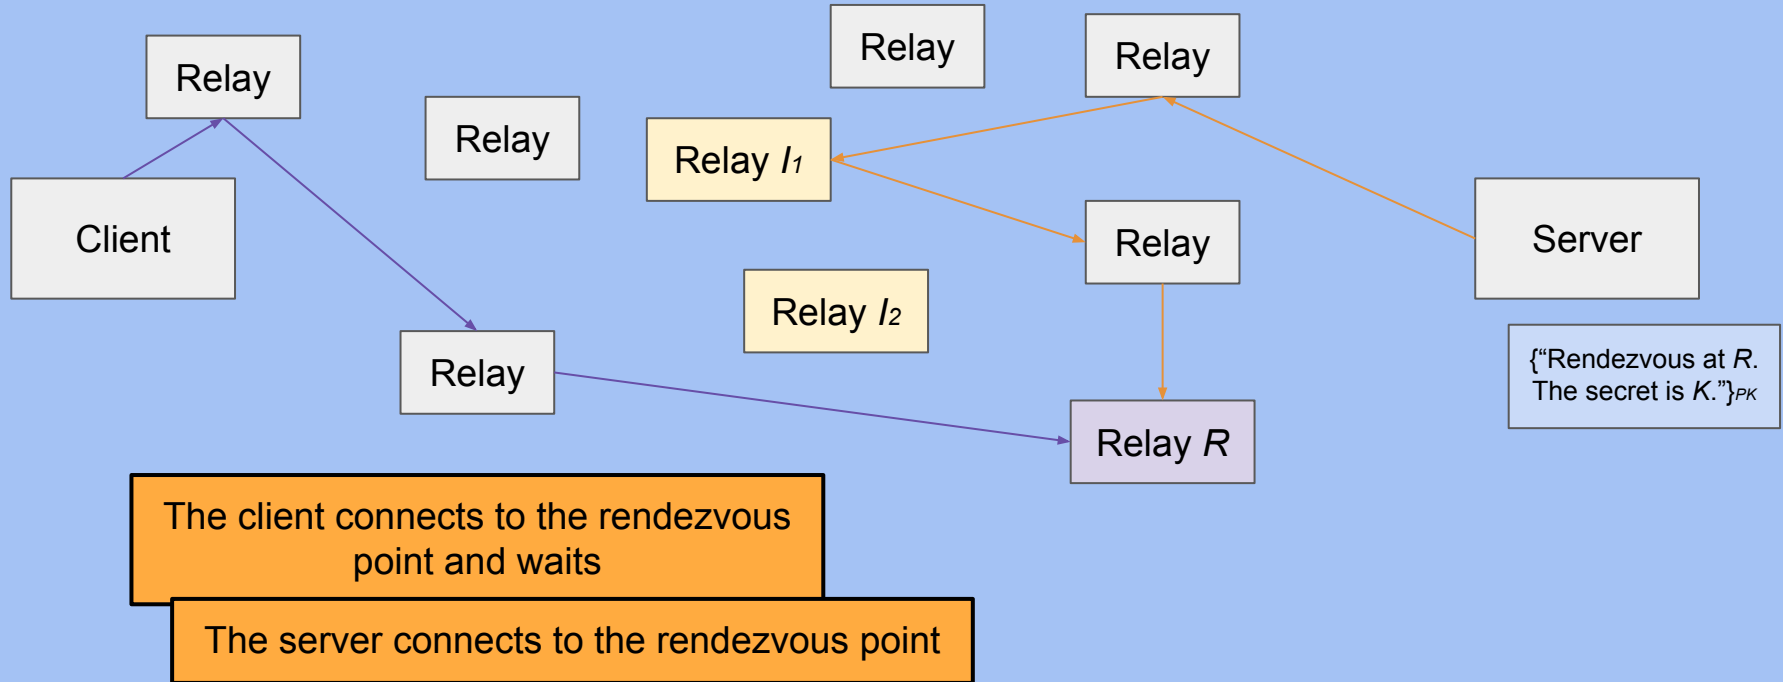 Relay
Relay
Relay
Relay
Relay I1
Client
Relay
Server
Relay I2
Relay
{“Rendezvous at R.
The secret is K.”}PK
Relay R
The client connects to the rendezvous
point and waits
The server connects to the rendezvous point